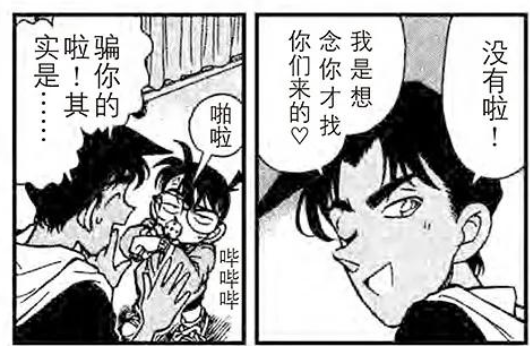 没有啦！
我是想
念你才找
你们来的♡
骗你的
啦！其
实是……
啪啦
哔哔哔